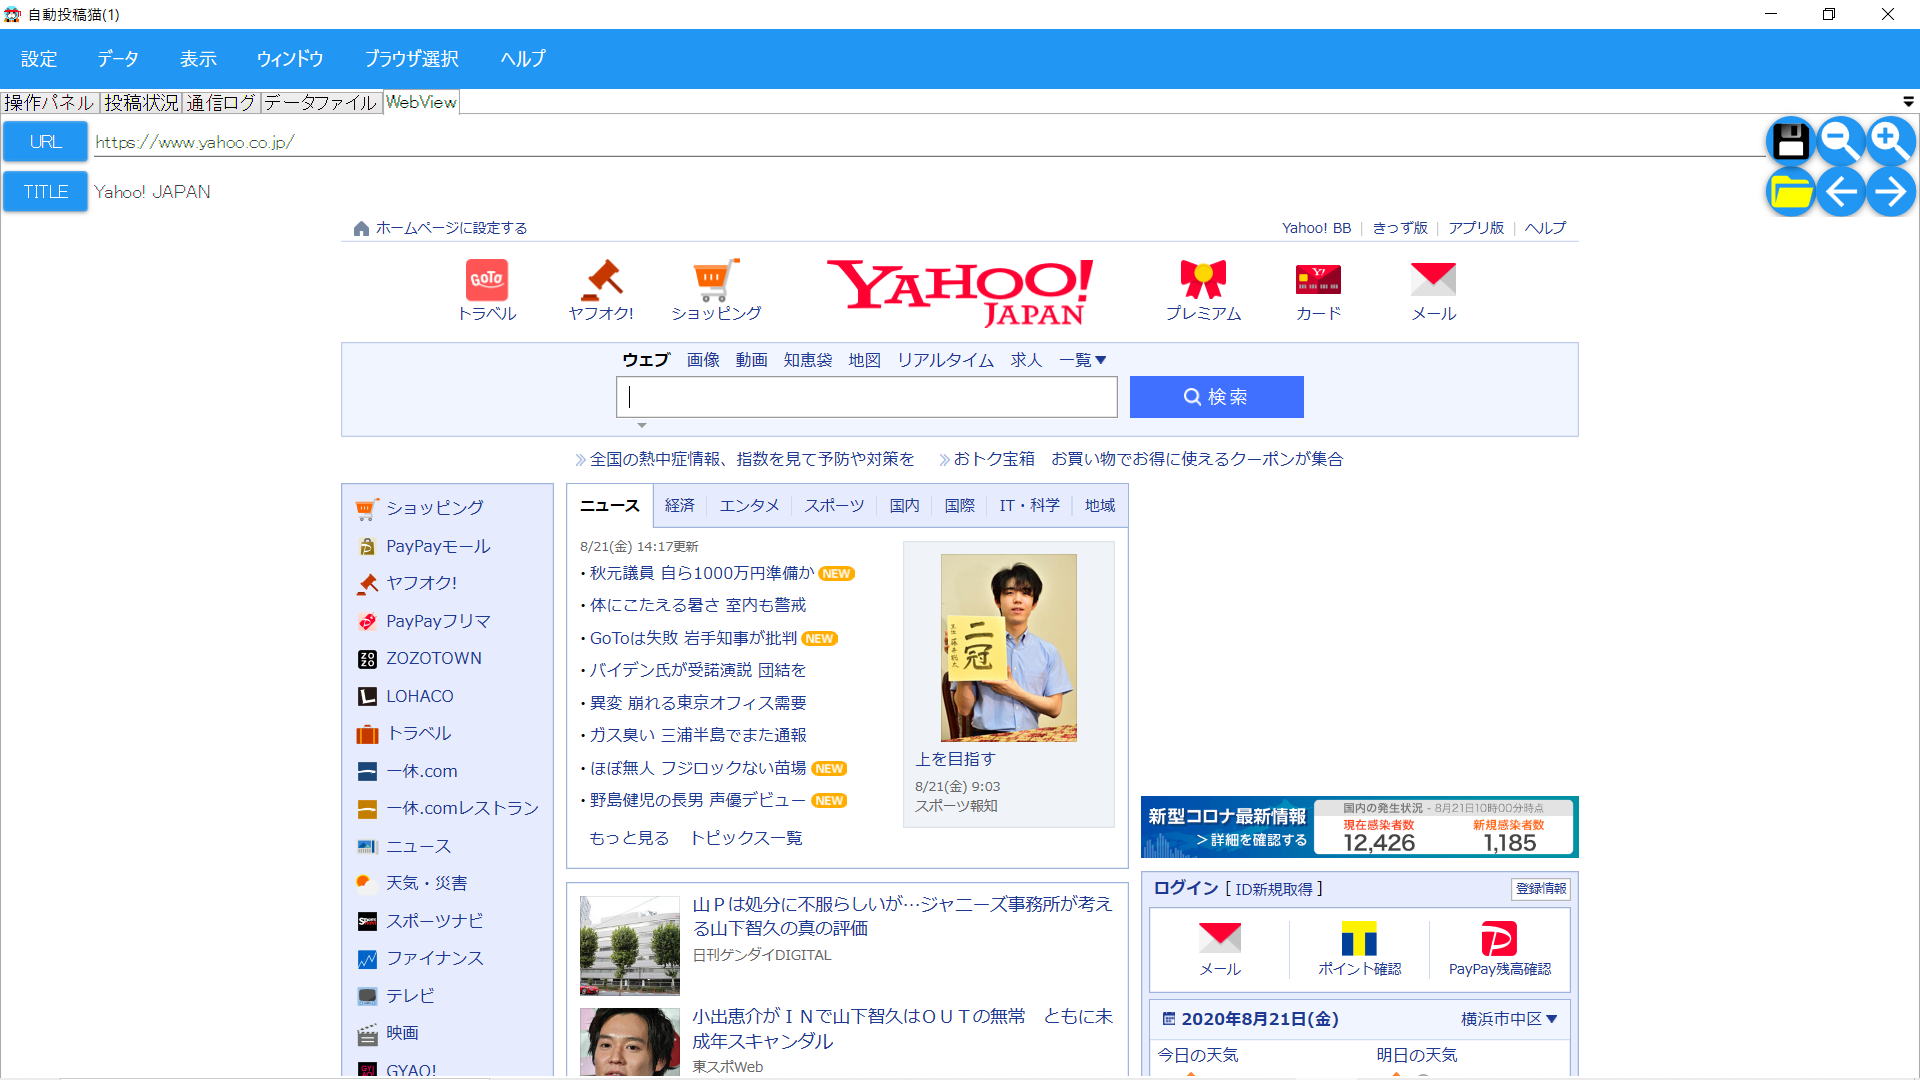 自動投稿猫(1)
設定 データ 表示 ウィンドウ ブラウザ選択 ヘルプ
操作パネル 投稿状況 通信ログ データファイル WebView
URL https://www.yahoo.co.jp/
TITLE Yahoo! JAPAN
ホームページに設定する Yahoo! BB きっず版 アプリ版 ヘルプ
GoTo
トラベル ヤフオク! ショッピング YAHOO! JAPAN プレミアム カード メール
ウェブ 画像 動画 知恵袋 地図 リアルタイム 求人 一覧▼
検索
全国の熱中症情報、指数を見て予防や対策を おトク宝箱 お買い物でお得に使えるクーポンが集合
ショッピング
PayPayモール
ヤフオク!
PayPayフリマ
ZOZOTOWN
LOHACO
トラベル
一休.com
一休.comレストラン
ニュース
天気・災害
スポーツナビ
ファイナンス
テレビ
映画
GYAO!
ニュース 経済 エンタメ スポーツ 国内 国際 IT・科学 地域
8/21(金) 14:17更新
・秋元議員 自ら1000万円準備か NEW
・体にこたえる暑さ 室内も警戒
・GoToは失敗 岩手知事が批判 NEW
・バイデン氏が受諾演説 団結を
・異変 崩れる東京オフィス需要
・ガス臭い 三浦半島でまた通報
・ほぼ無人 フジロックない苗場 NEW
・野島健児の長男 声優デビュー NEW
もっと見る トピックス一覧
二冠
王位 藤井聡太
上を目指す
8/21(金) 9:03
スポーツ報知
山Ｐは処分に不服らしいが…ジャニーズ事務所が考え
る山下智久の真の評価
日刊ゲンダイDIGITAL
小出恵介がＩＮで山下智久はＯＵＴの無常　ともに未
成年スキャンダル
東スポWeb
新型コロナ最新情報
＞詳細を確認する
国内の発生状況 - 8月21日10時00分時点
現在感染者数 新規感染者数
12,426 1,185
ログイン [ ID新規取得 ] 登録情報
メール ポイント確認 PayPay残高確認
2020年8月21日(金) 横浜市中区▼
今日の天気 明日の天気